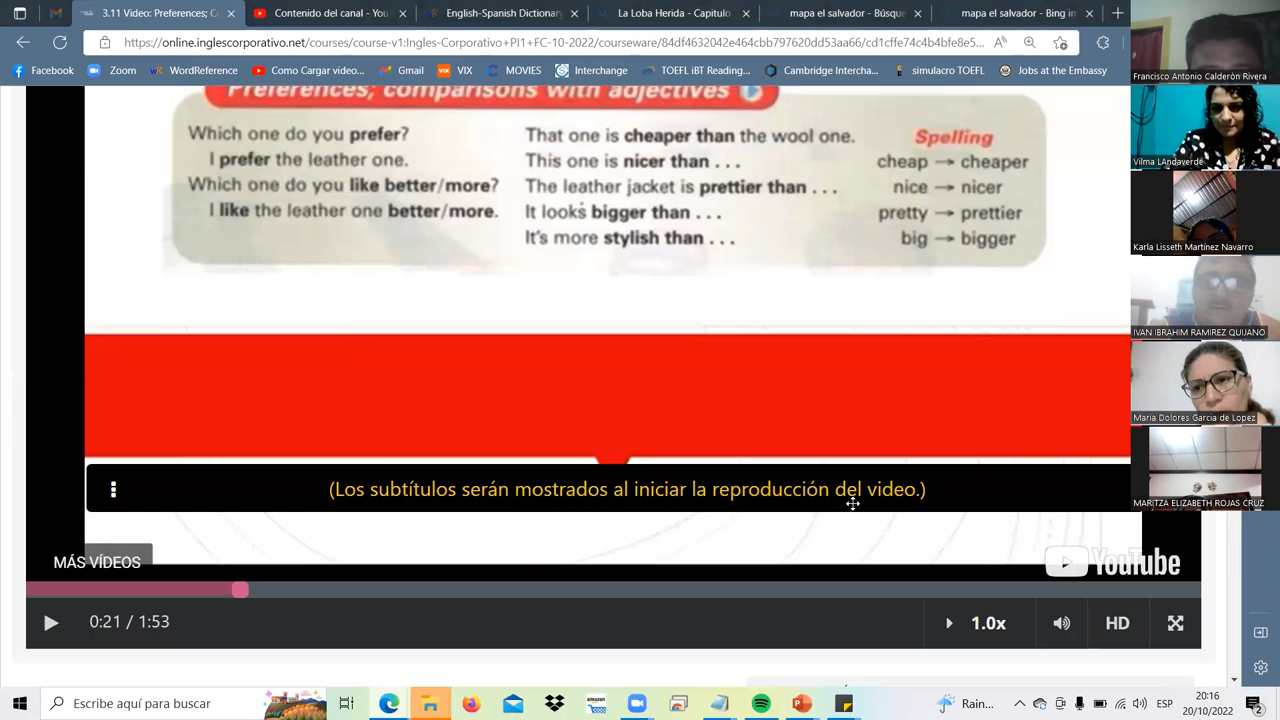 3.11 Video: Preferences; C
Contenido del canal - You
English-Spanish Dictionary
La Loba Herida - Capitulo
mapa el salvador - Búsque
mapa el salvador - Bing im
https://online.inglescorporativo.net/courses/course-v1:Ingles-Corporativo+PI1+FC-10-2022/courseware/84df4632042e464cbb797620dd53aa66/cd1cffe74c4b4bfe8e5...
Facebook
Zoom
WordReference
Como Cargar video...
Gmail
VIX
MOVIES
Interchange
TOEFL iBT Reading...
Cambridge Intercha...
simulacro TOEFL
Jobs at the Embassy
Preferences; comparisons with adjectives
Which one do you prefer?
I prefer the leather one.
Which one do you like better/more?
I like the leather one better/more.
That one is cheaper than the wool one.
This one is nicer than . . .
The leather jacket is prettier than . . .
It looks bigger than . . .
It's more stylish than . . .
Spelling
cheap → cheaper
nice → nicer
pretty → prettier
big → bigger
(Los subtítulos serán mostrados al iniciar la reproducción del video.)
MÁS VÍDEOS
YouTube
0:21 / 1:53
1.0x
HD
Francisco Antonio Calderón Rivera
Vilma LAndaverde
Karla Lisseth Martínez Navarro
IVAN IBRAHIM RAMIREZ QUIJANO
Maria Dolores Garcia de Lopez
MARITZA ELIZABETH ROJAS CRUZ
Escribe aquí para buscar
amazon
Rain...
ESP
20:16
20/10/2022
2